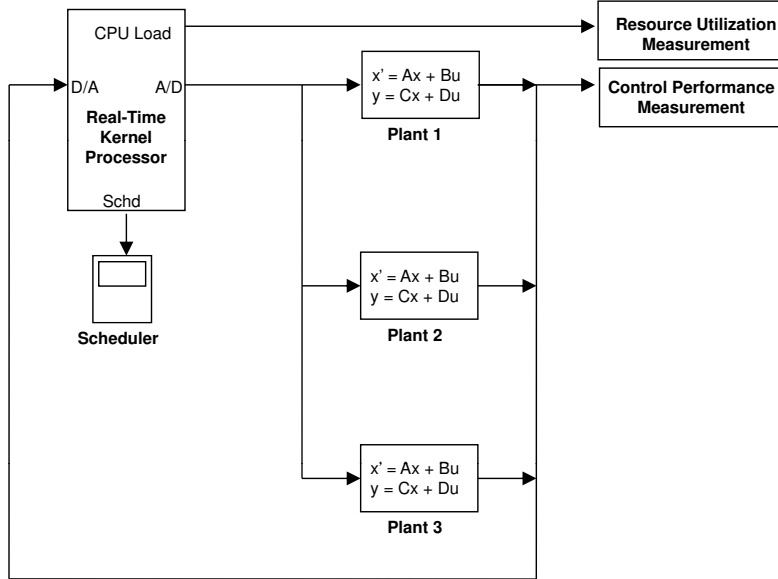 CPU Load
D/A
A/D
Real-Time
Kernel
Processor
Schd
Scheduler
x' = Ax + Bu
y = Cx + Du
Plant 1
x' = Ax + Bu
y = Cx + Du
Plant 2
x' = Ax + Bu
y = Cx + Du
Plant 3
Resource Utilization
Measurement
Control Performance
Measurement